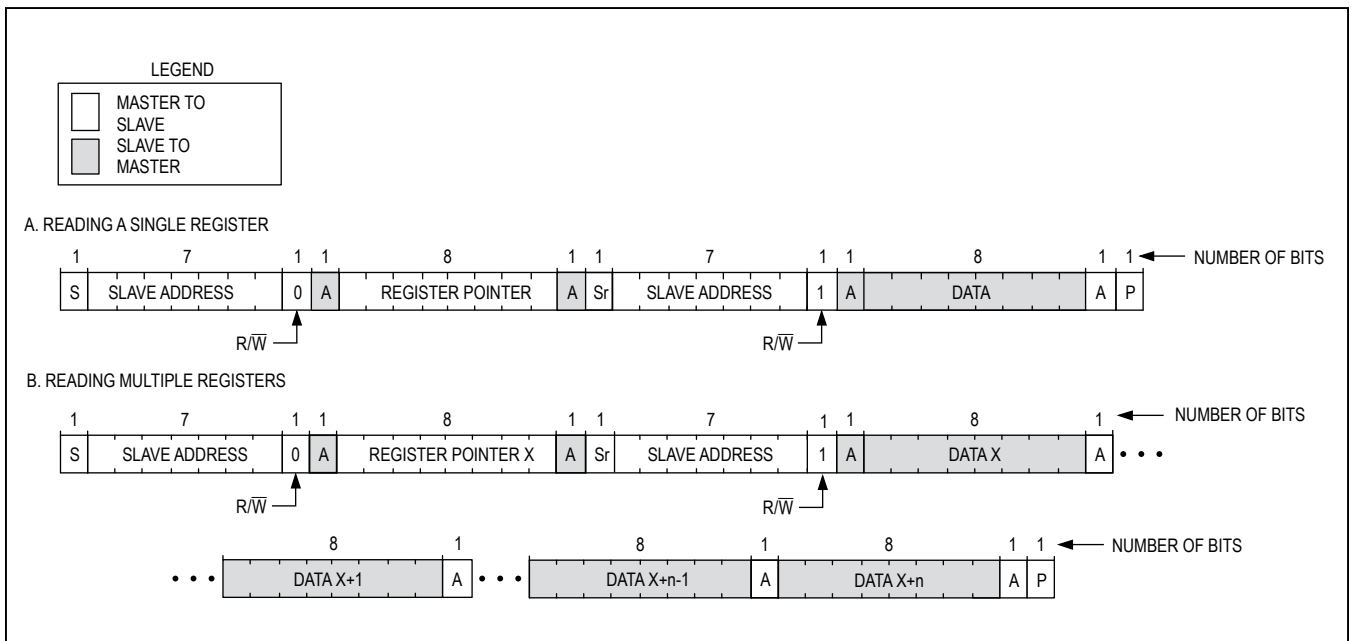 LEGEND
MASTER TO
SLAVE
SLAVE TO
MASTER
A. READING A SINGLE REGISTER
1 7 1 1 8 1 1 7 1 1 8 1 1 NUMBER OF BITS
S SLAVE ADDRESS 0 A REGISTER POINTER A Sr SLAVE ADDRESS 1 A DATA A P
R/W̅ R/W̅
B. READING MULTIPLE REGISTERS
1 7 1 1 8 1 1 7 1 1 8 1 NUMBER OF BITS
S SLAVE ADDRESS 0 A REGISTER POINTER X A Sr SLAVE ADDRESS 1 A DATA X A • • •
R/W̅ R/W̅
8 1 8 1 8 1 1 NUMBER OF BITS
• • • DATA X+1 A • • • DATA X+n-1 A DATA X+n A P